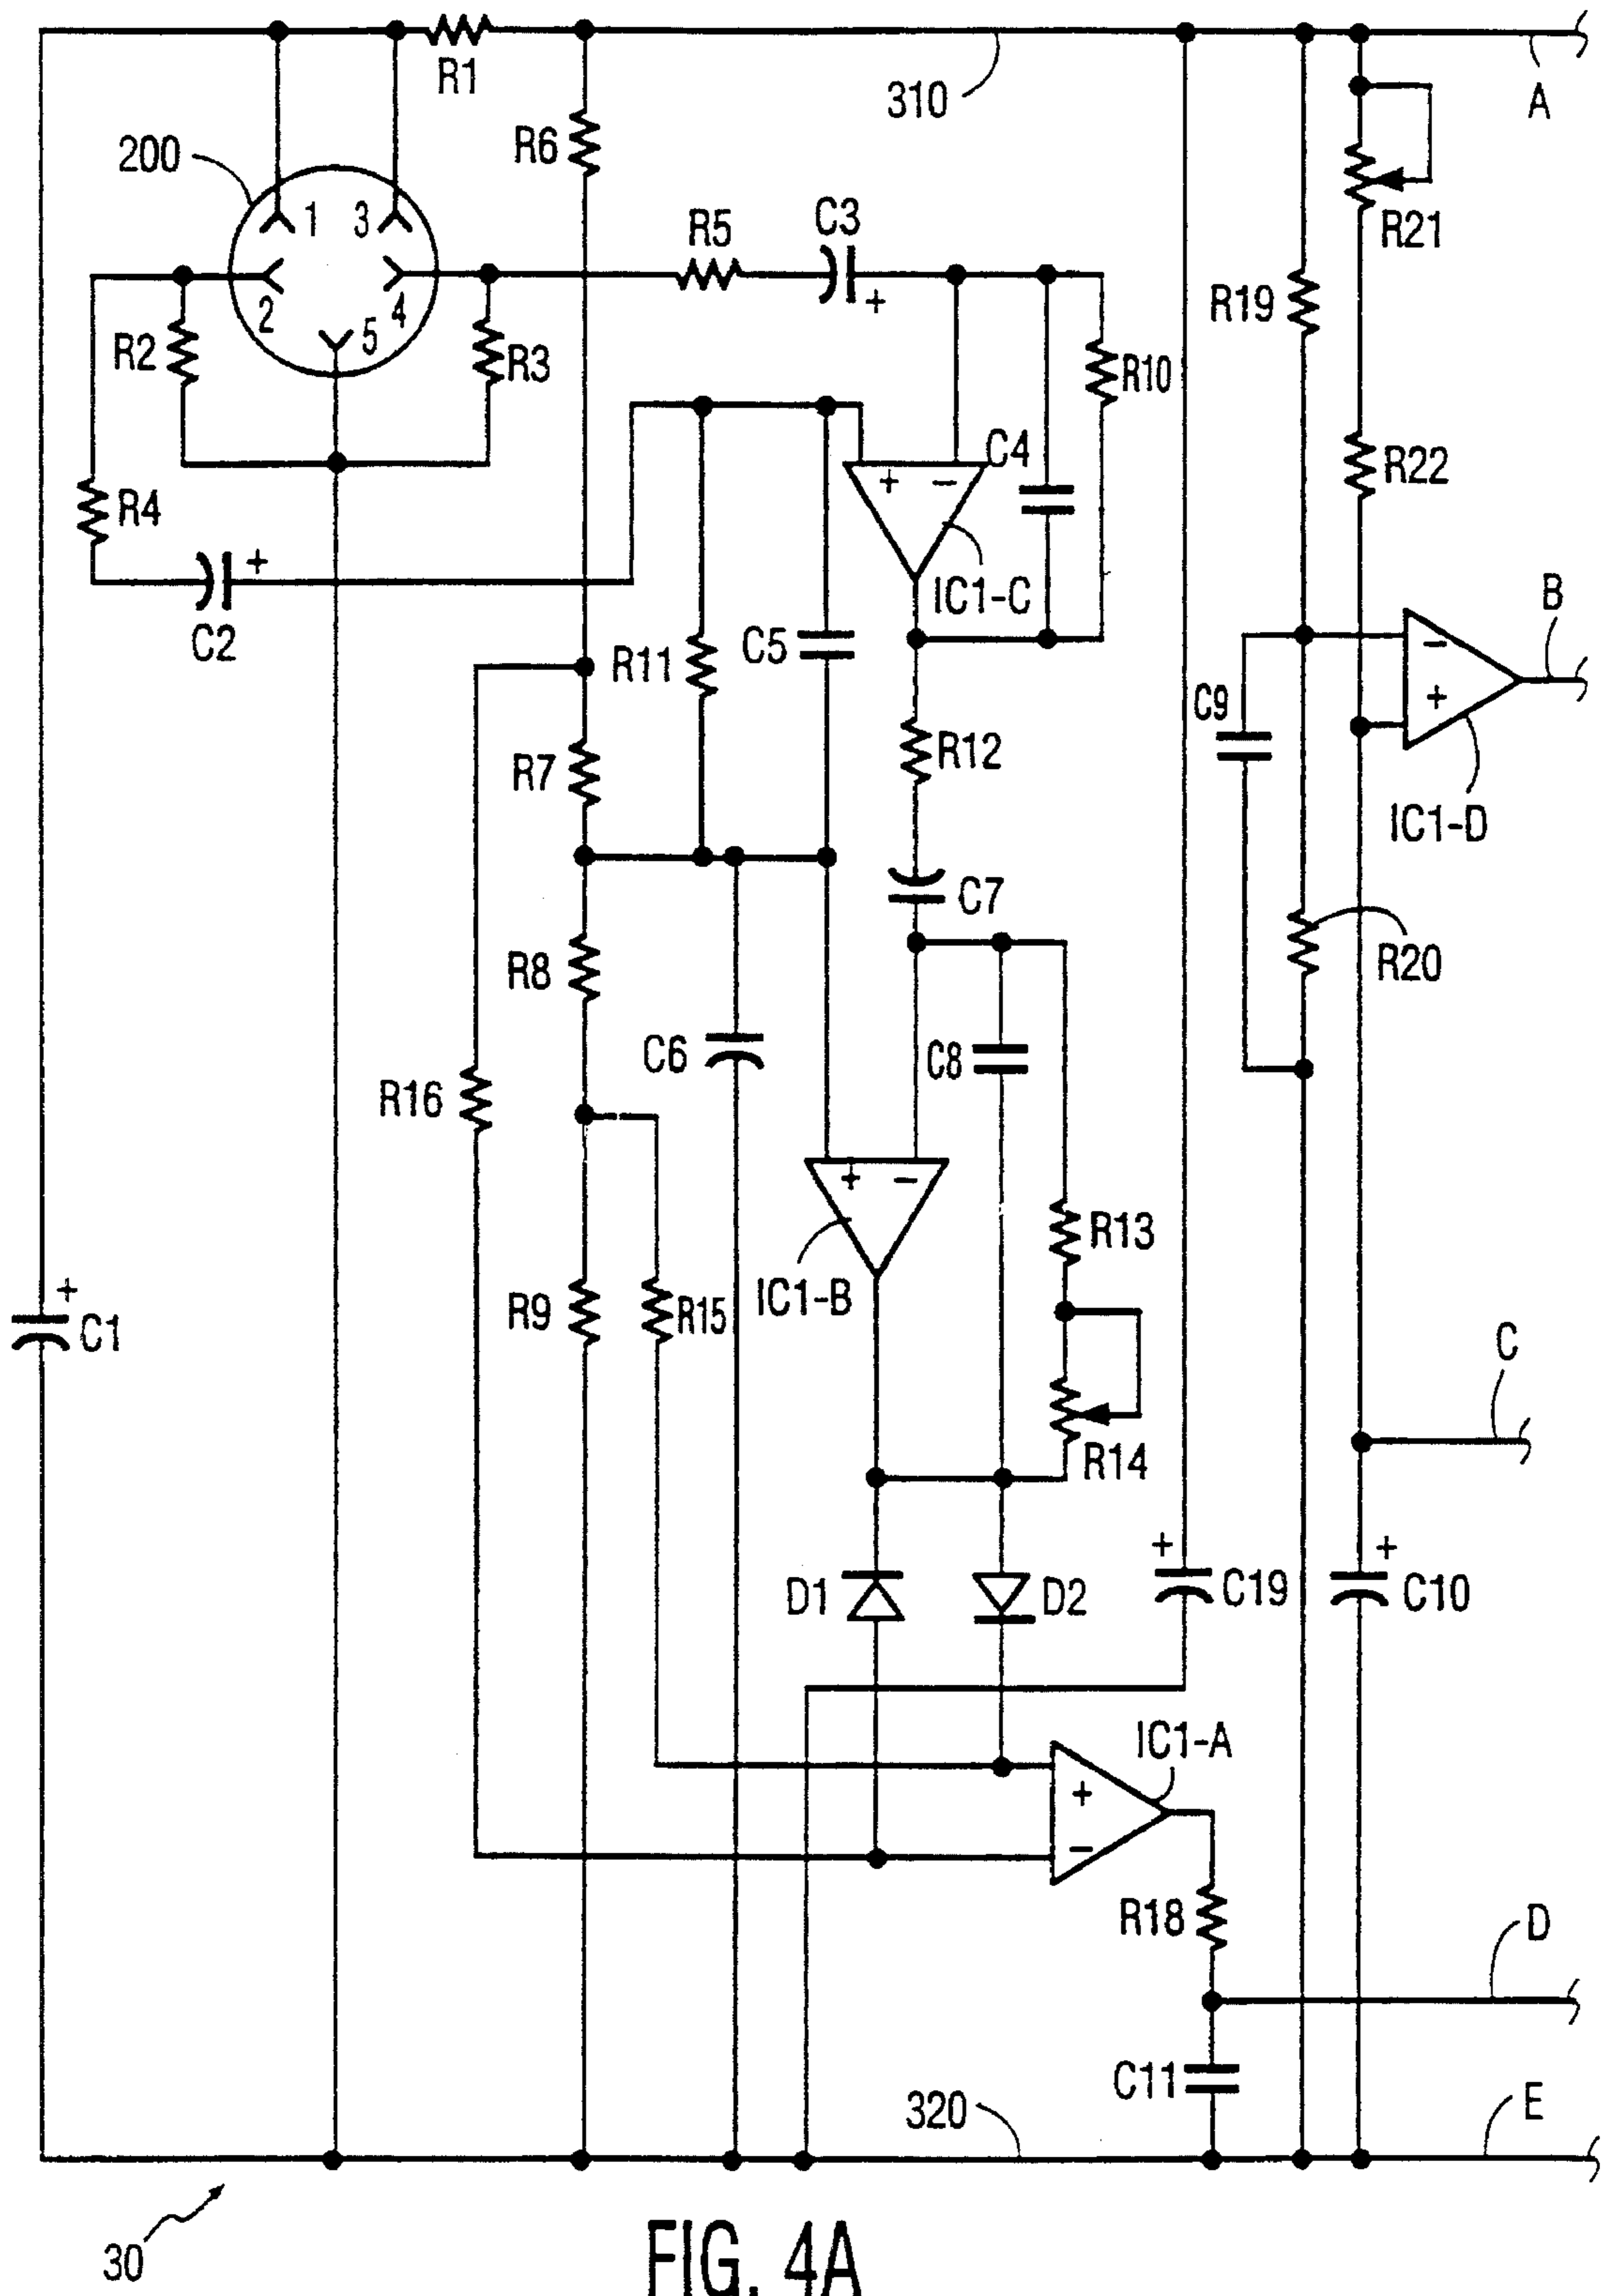 R1
310
A
200
R6
1
3
R21
R5
C3
+
2
4
R19
R2
5
R3
R10
C4
R22
R4
+ −
+
IC1-C
B
C2
R11
C5
−
C9
+
R7
R12
IC1-D
C7
R8
R20
C6
C8
R16
+ −
R13
+
IC1-B
R9
R15
C1
C
R14
+
+
D1
D2
C19
C10
IC1-A
+
−
R18
D
C11
320
E
30
FIG. 4A